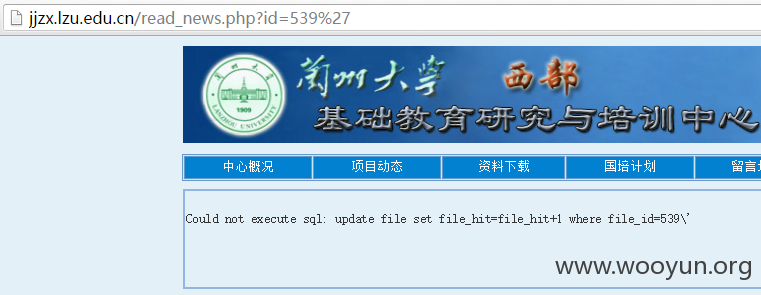 jjzx.lzu.edu.cn/read_news.php?id=539%27
兰州大学 西部
基础教育研究与培训中心
LANZHOU UNIVERSITY
1909
中心概况 项目动态 资料下载 国培计划 留言
Could not execute sql: update file set file_hit=file_hit+1 where file_id=539\'
www.wooyun.org